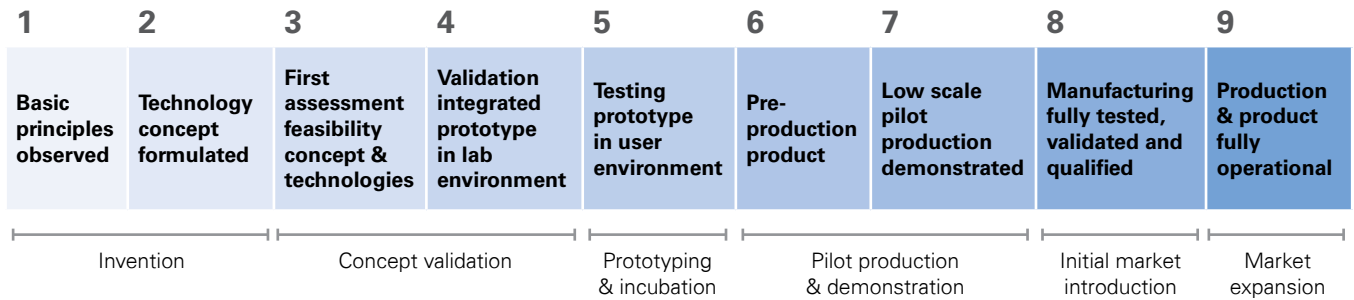 1
2
3
4
5
6
7
8
9
Basic
principles
observed
Technology
concept
formulated
First
assessment
feasibility
concept &
technologies
Validation
integrated
prototype
in lab
environment
Testing
prototype
in user
environment
Pre-
production
product
Low scale
pilot
production
demonstrated
Manufacturing
fully tested,
validated and
qualified
Production
& product
fully
operational
Invention
Concept validation
Prototyping
& incubation
Pilot production
& demonstration
Initial market
introduction
Market
expansion